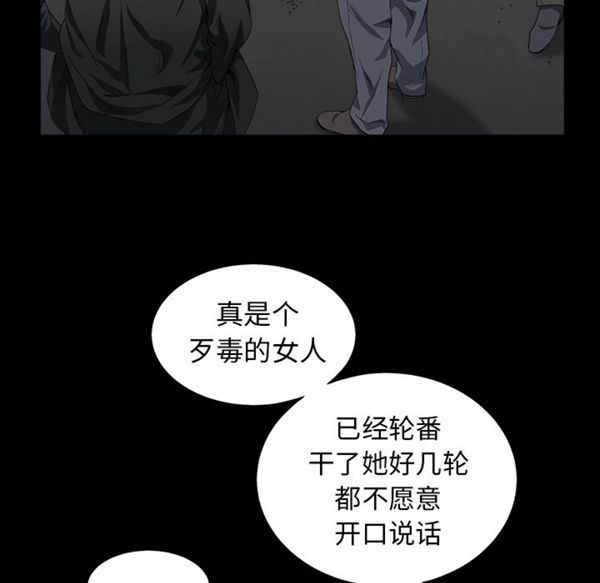 真是个
歹毒的女人
已经轮番
干了她好几轮
都不愿意
开口说话